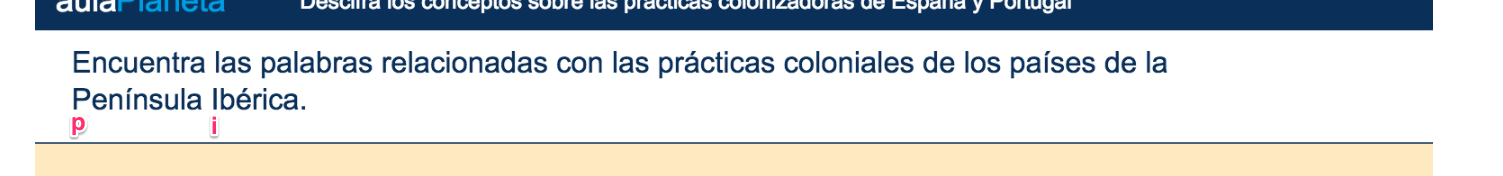 aulaPlaneta Descifra los conceptos sobre las prácticas colonizadoras de España y Portugal
Encuentra las palabras relacionadas con las prácticas coloniales de los países de la
Península Ibérica.
p i